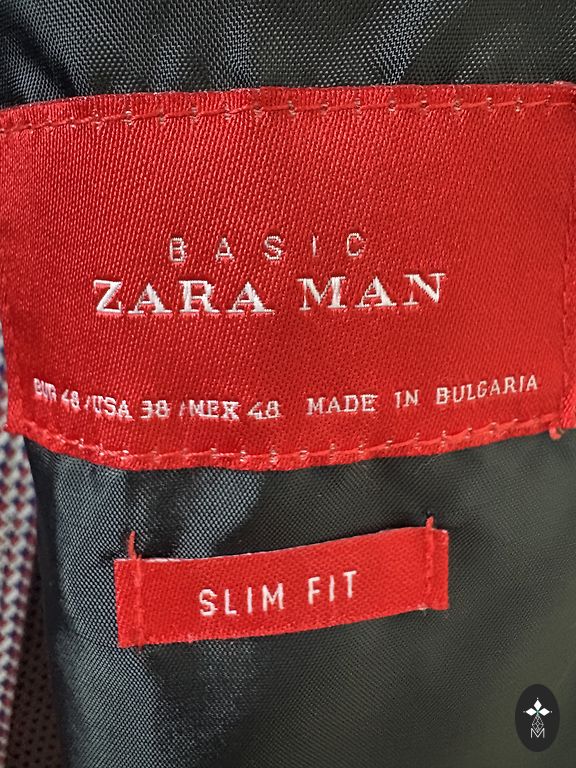 BASIC
ZARA MAN
EUR 48 / USA 38 / MEX 48 MADE IN BULGARIA
SLIM FIT
M